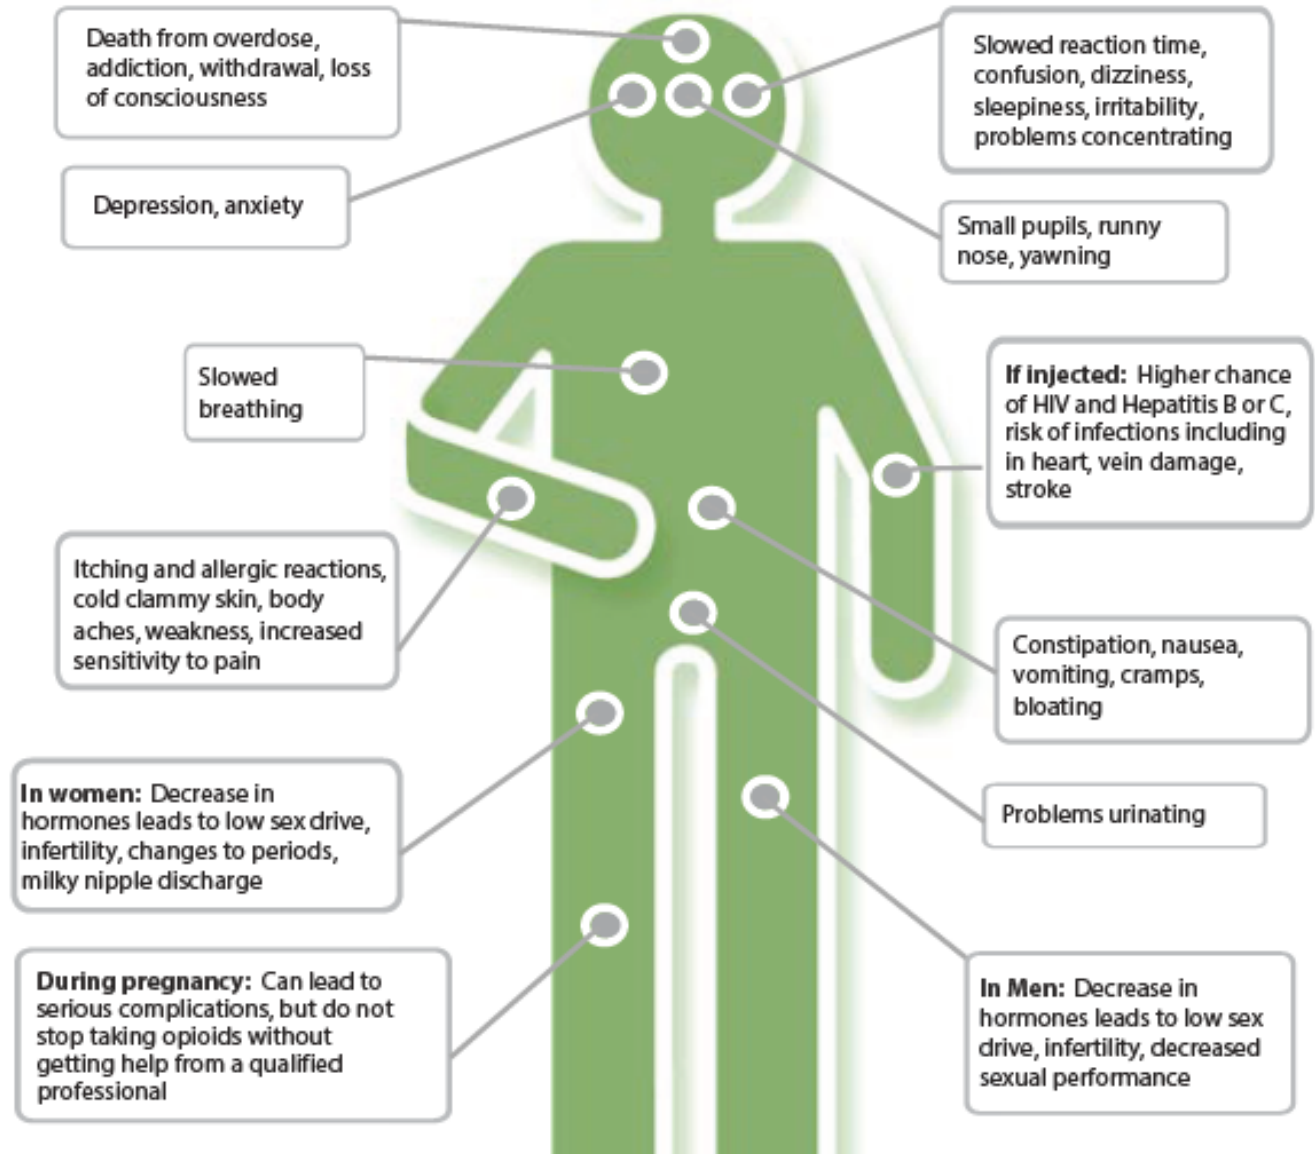 Death from overdose,
addiction, withdrawal, loss
of consciousness
Slowed reaction time,
confusion, dizziness,
sleepiness, irritability,
problems concentrating
Depression, anxiety
Small pupils, runny
nose, yawning
Slowed
breathing
If injected: Higher chance
of HIV and Hepatitis B or C,
risk of infections including
in heart, vein damage,
stroke
Itching and allergic reactions,
cold clammy skin, body
aches, weakness, increased
sensitivity to pain
Constipation, nausea,
vomiting, cramps,
bloating
In women: Decrease in
hormones leads to low sex drive,
infertility, changes to periods,
milky nipple discharge
Problems urinating
During pregnancy: Can lead to
serious complications, but do not
stop taking opioids without
getting help from a qualified
professional
In Men: Decrease in
hormones leads to low sex
drive, infertility, decreased
sexual performance